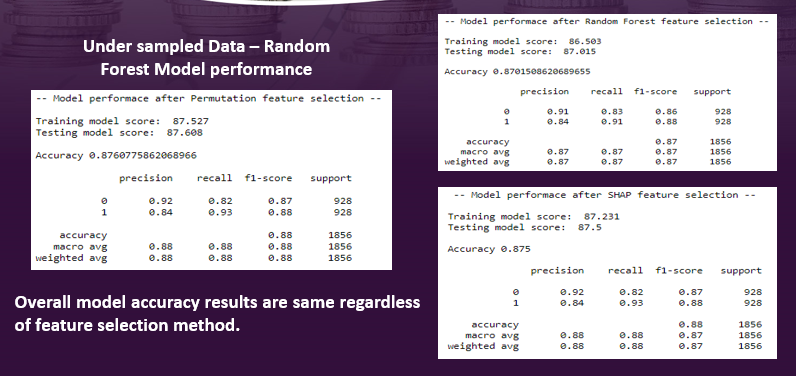 Under sampled Data – Random
Forest Model performance
-- Model performace after Permutation feature selection --
Training model score: 87.527
Testing model score: 87.608
Accuracy 0.8760775862068966
precision recall f1-score support
0 0.92 0.82 0.87 928
1 0.84 0.93 0.88 928
accuracy 0.88 1856
macro avg 0.88 0.88 0.88 1856
weighted avg 0.88 0.88 0.88 1856
Overall model accuracy results are same regardless
of feature selection method.
-- Model performace after Random Forest feature selection --
Training model score: 86.503
Testing model score: 87.015
Accuracy 0.8701508620689655
precision recall f1-score support
0 0.91 0.83 0.86 928
1 0.84 0.91 0.88 928
accuracy 0.87 1856
macro avg 0.87 0.87 0.87 1856
weighted avg 0.87 0.87 0.87 1856
-- Model performace after SHAP feature selection --
Training model score: 87.231
Testing model score: 87.5
Accuracy 0.875
precision recall f1-score support
0 0.92 0.82 0.87 928
1 0.84 0.93 0.88 928
accuracy 0.88 1856
macro avg 0.88 0.88 0.87 1856
weighted avg 0.88 0.88 0.87 1856